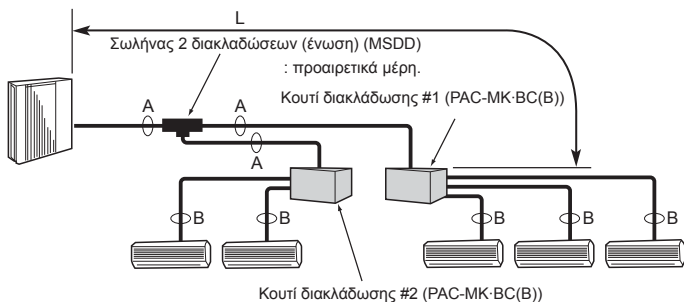 L
Σωλήνας 2 διακλαδώσεων (ένωση) (MSDD)
: προαιρετικά μέρη.
Κουτί διακλάδωσης #1 (PAC-MK·BC(B))
A
A
A
B
B
B
B
B
Κουτί διακλάδωσης #2 (PAC-MK·BC(B))